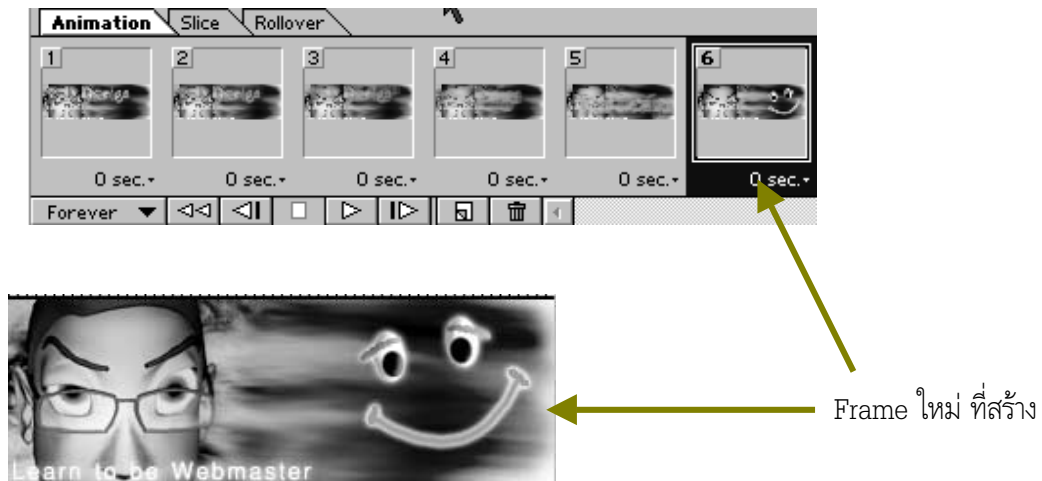 Animation Slice Rollover
1 2 3 4 5 6
0 sec. 0 sec. 0 sec. 0 sec. 0 sec. 0 sec.
Forever
Learn to be Webmaster
Frame ใหม่ ที่สร้าง